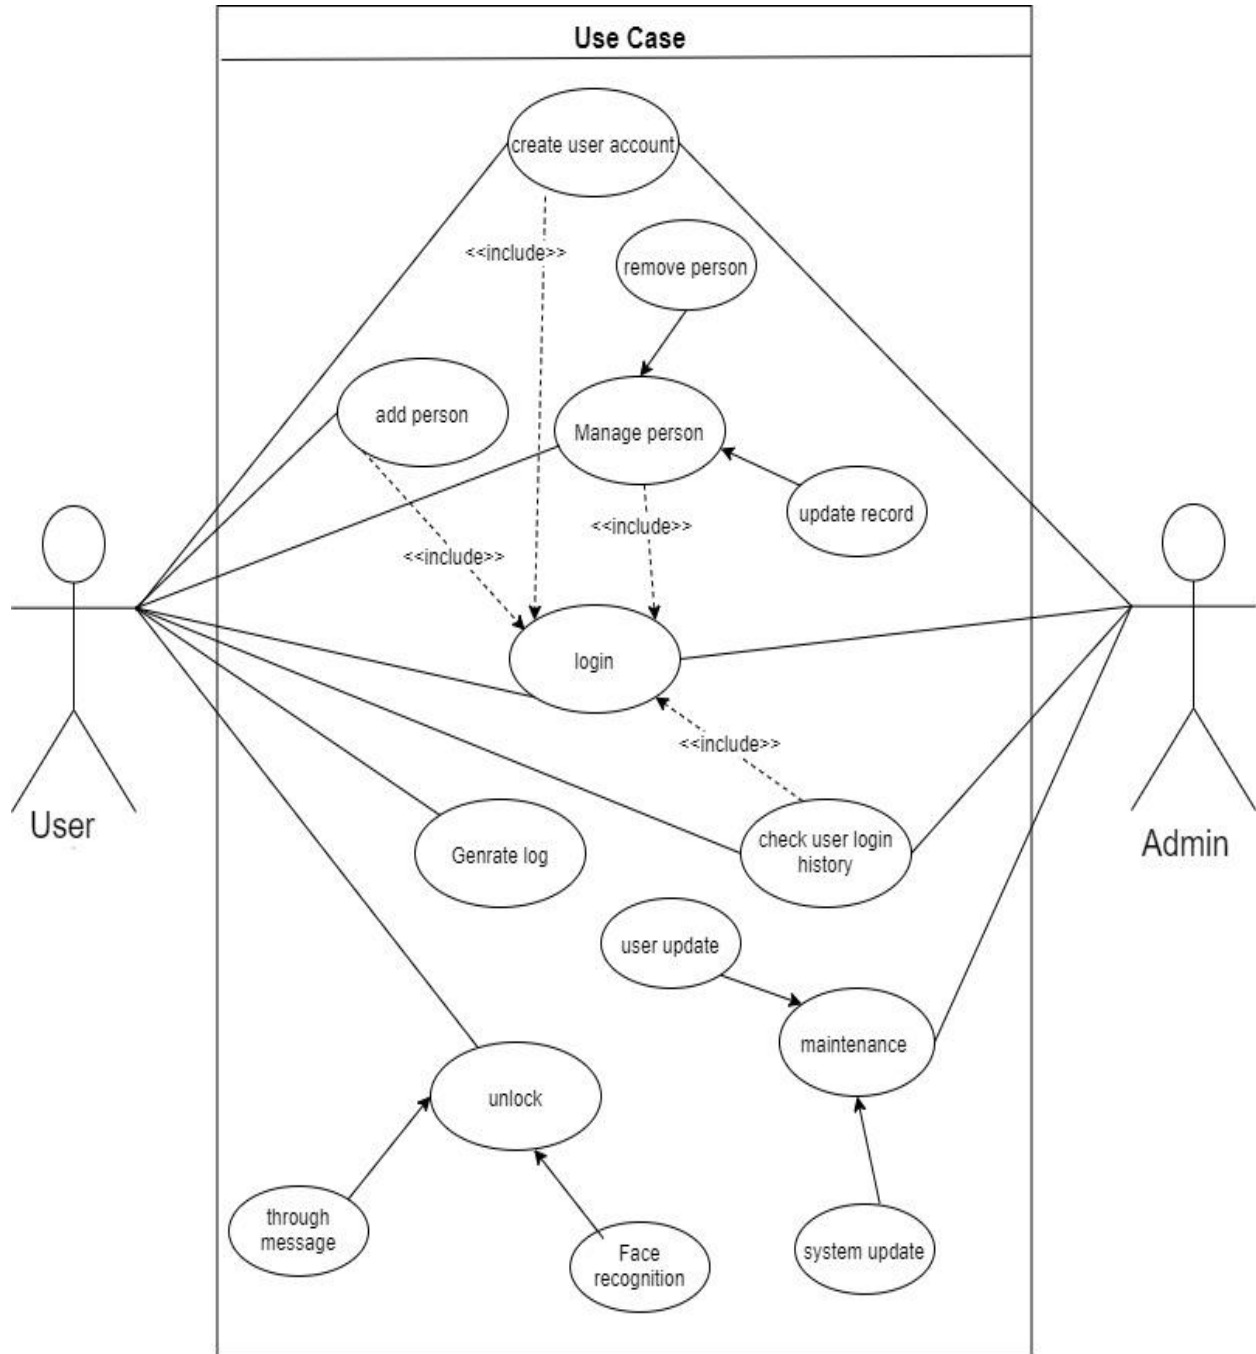 Use Case
create user account
<<include>>
remove person
add person
Manage person
update record
<<include>>
<<include>>
login
<<include>>
User
Admin
Genrate log
check user login
history
user update
maintenance
unlock
through
message
Face
recognition
system update